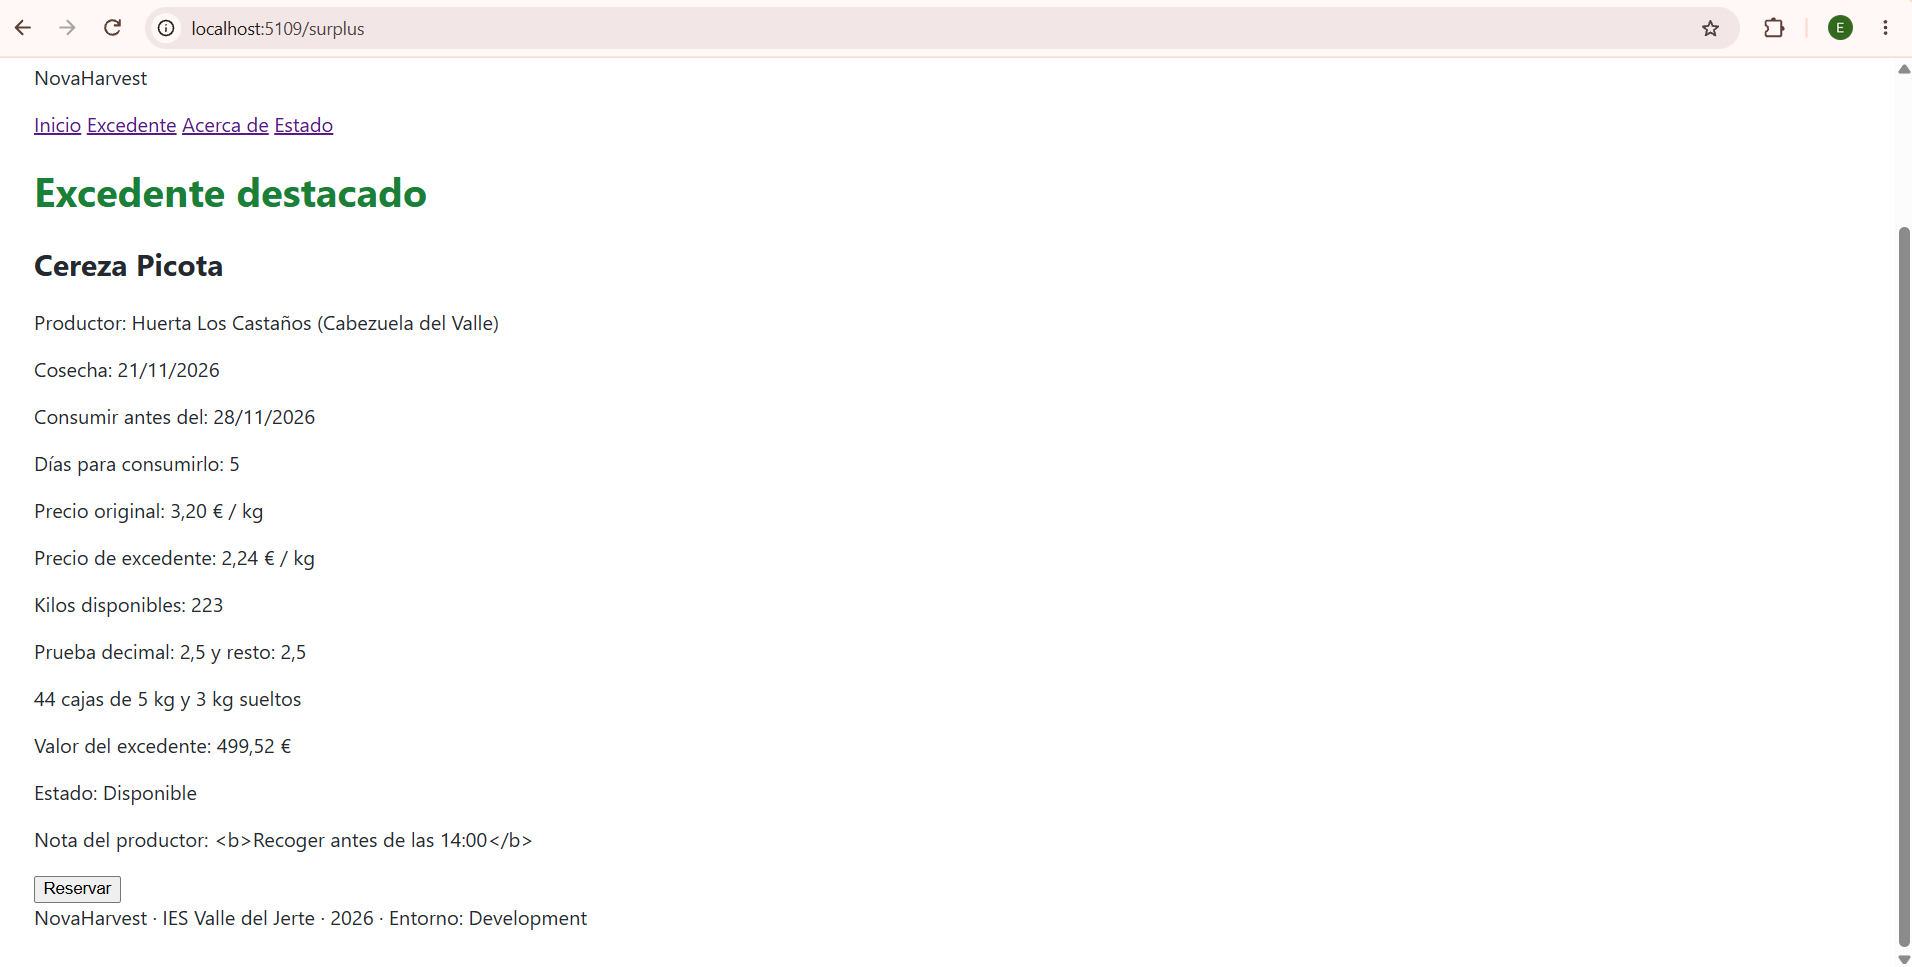 localhost:5109/surplus
E
NovaHarvest
Inicio Excedente Acerca de Estado
Excedente destacado
Cereza Picota
Productor: Huerta Los Castaños (Cabezuela del Valle)
Cosecha: 21/11/2026
Consumir antes del: 28/11/2026
Días para consumirlo: 5
Precio original: 3,20 € / kg
Precio de excedente: 2,24 € / kg
Kilos disponibles: 223
Prueba decimal: 2,5 y resto: 2,5
44 cajas de 5 kg y 3 kg sueltos
Valor del excedente: 499,52 €
Estado: Disponible
Nota del productor: <b>Recoger antes de las 14:00</b>
Reservar
NovaHarvest · IES Valle del Jerte · 2026 · Entorno: Development